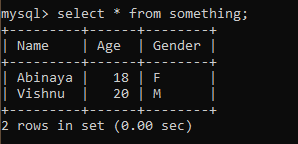 mysql> select * from something;
+---------+------+--------+
| Name    | Age  | Gender |
+---------+------+--------+
| Abinaya |   18 | F      |
| Vishnu  |   20 | M      |
+---------+------+--------+
2 rows in set (0.00 sec)